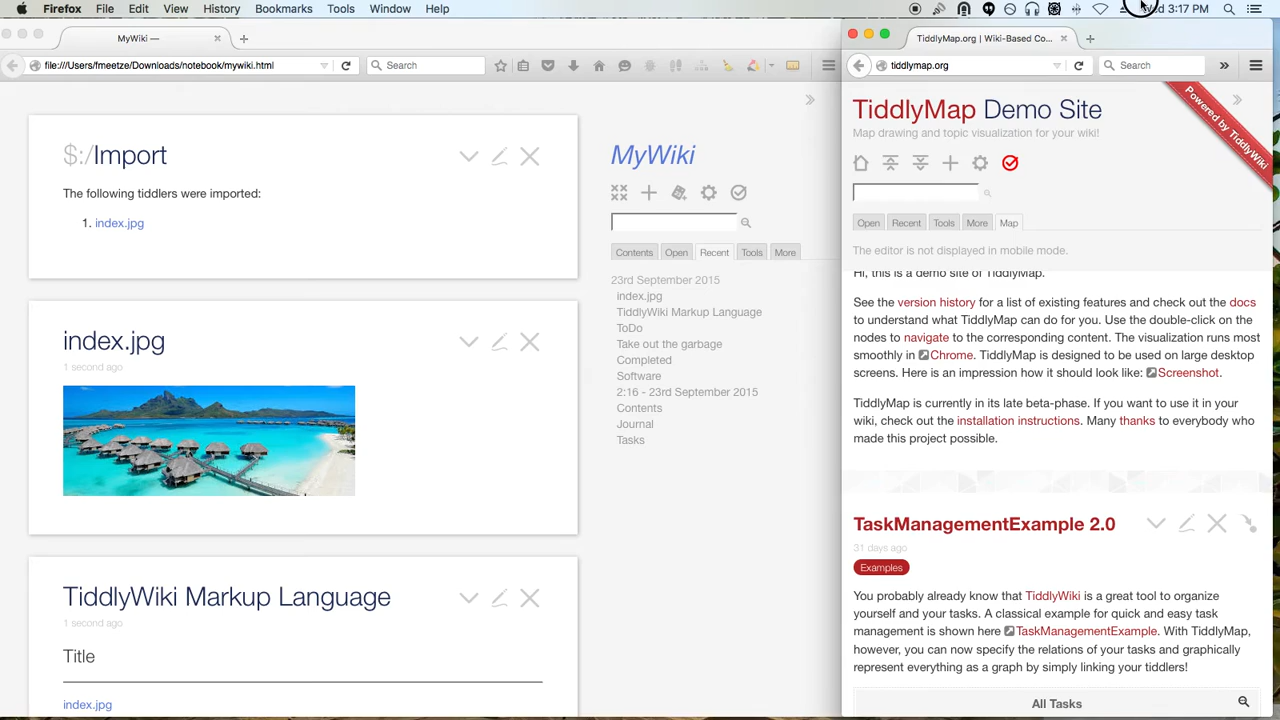 Firefox File Edit View History Bookmarks Tools Window Help
Wed 3:17 PM
MyWiki —
file:///Users/fmeetze/Downloads/notebook/mywiki.html
Search
$:/Import
The following tiddlers were imported:
1. index.jpg
index.jpg
1 second ago
TiddlyWiki Markup Language
1 second ago
Title
index.jpg
MyWiki
Contents Open Recent Tools More
23rd September 2015
index.jpg
TiddlyWiki Markup Language
ToDo
Take out the garbage
Completed
Software
2:16 - 23rd September 2015
Contents
Journal
Tasks
TiddlyMap.org | Wiki-Based Co...
tiddlymap.org
Search
Powered by TiddlyWiki
TiddlyMap Demo Site
Map drawing and topic visualization for your wiki!
Open Recent Tools More Map
The editor is not displayed in mobile mode.
Hi, this is a demo site of TiddlyMap.
See the version history for a list of existing features and check out the docs
to understand what TiddlyMap can do for you. Use the double-click on the
nodes to navigate to the corresponding content. The visualization runs most
smoothly in Chrome. TiddlyMap is designed to be used on large desktop
screens. Here is an impression how it should look like: Screenshot.
TiddlyMap is currently in its late beta-phase. If you want to use it in your
wiki, check out the installation instructions. Many thanks to everybody who
made this project possible.
TaskManagementExample 2.0
31 days ago
Examples
You probably already know that TiddlyWiki is a great tool to organize
yourself and your tasks. A classical example for quick and easy task
management is shown here TaskManagementExample. With TiddlyMap,
however, you can now specify the relations of your tasks and graphically
represent everything as a graph by simply linking your tiddlers!
All Tasks